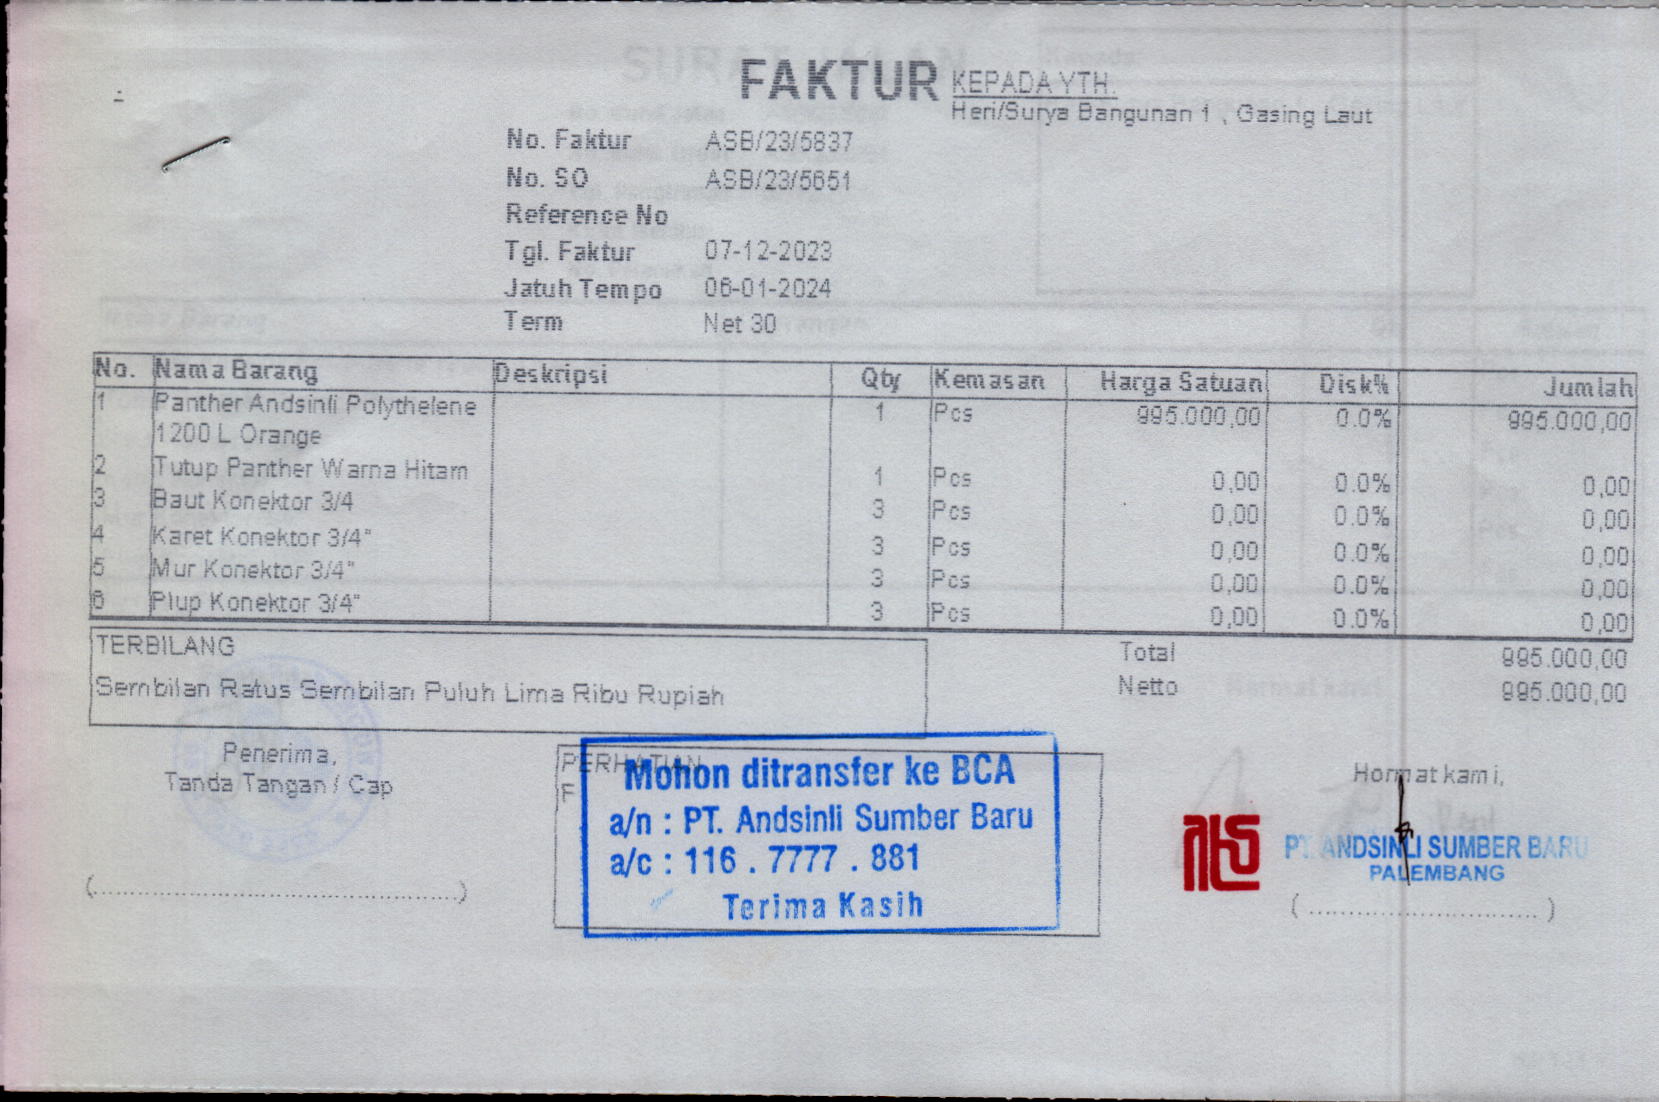 FAKTUR
KEPADA YTH.
Heri/Surya Bangunan 1 , Gasing Laut
No. Faktur ASB/23/5837
No. SO ASB/23/5651
Reference No
Tgl. Faktur 07-12-2023
Jatuh Tempo 06-01-2024
Term Net 30
No. Nama Barang Deskripsi Qty Kemasan Harga Satuan Disk% Jumlah
1 Panther Andsinli Polythelene 1 Pcs 995.000,00 0.0% 995.000,00
1200 L Orange
2 Tutup Panther Warna Hitam 1 Pcs 0,00 0.0% 0,00
3 Baut Konektor 3/4 3 Pcs 0,00 0.0% 0,00
4 Karet Konektor 3/4" 3 Pcs 0,00 0.0% 0,00
5 Mur Konektor 3/4" 3 Pcs 0,00 0.0% 0,00
6 Plup Konektor 3/4" 3 Pcs 0,00 0.0% 0,00
TERBILANG
Sembilan Ratus Sembilan Puluh Lima Ribu Rupiah
Total 995.000,00
Netto 995.000,00
Penerima,
Tanda Tangan / Cap
(.......................................)
PERHATIAN
F
Mohon ditransfer ke BCA
a/n : PT. Andsinli Sumber Baru
a/c : 116 . 7777 . 881
Terima Kasih
Hormat kami,
PT. ANDSINLI SUMBER BARU
PALEMBANG
(..............................)